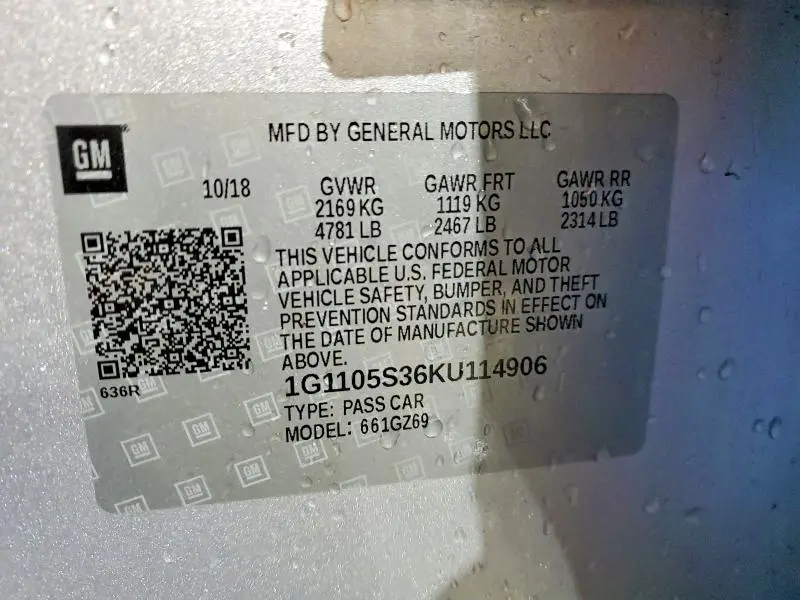 GM
MFD BY GENERAL MOTORS LLC
10/18 GVWR GAWR FRT GAWR RR
2169 KG 1119 KG 1050 KG
4781 LB 2467 LB 2314 LB
THIS VEHICLE CONFORMS TO ALL
APPLICABLE U.S. FEDERAL MOTOR
VEHICLE SAFETY, BUMPER, AND THEFT
PREVENTION STANDARDS IN EFFECT ON
THE DATE OF MANUFACTURE SHOWN
ABOVE.
636R
1G1105S36KU114906
TYPE: PASS CAR
MODEL: 661GZ69